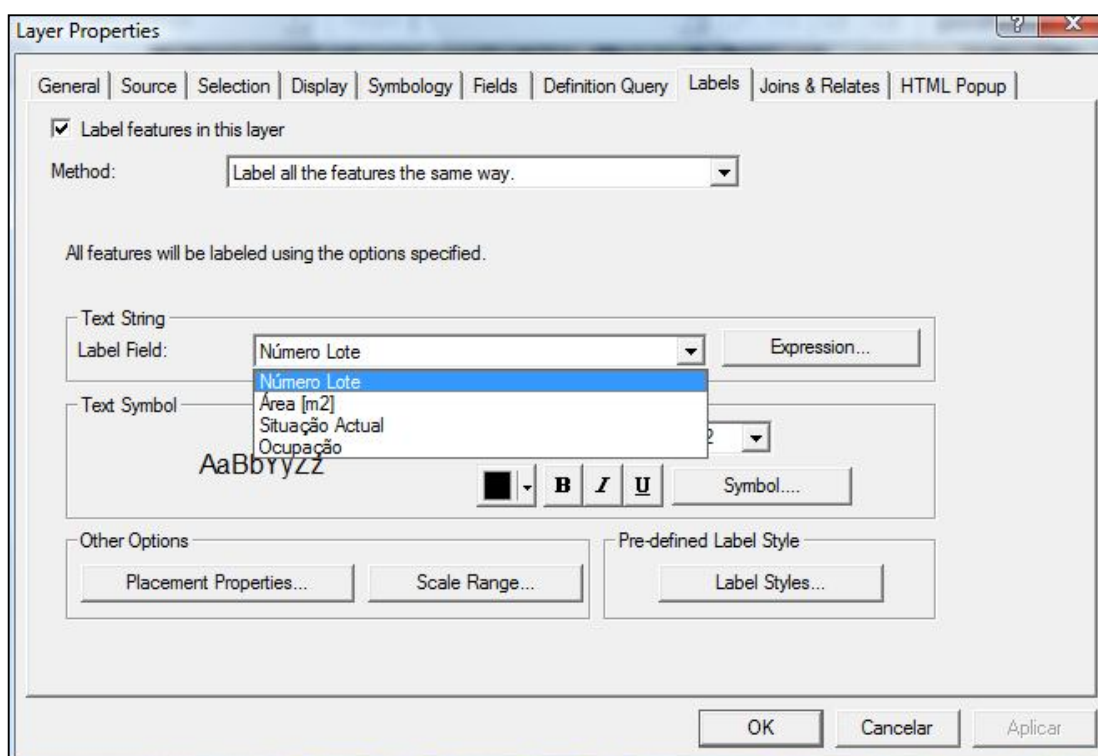 Layer Properties
? X
General Source Selection Display Symbology Fields Definition Query Labels Joins & Relates HTML Popup
Label features in this layer
Method: Label all the features the same way.
All features will be labeled using the options specified.
Text String
Label Field: Número Lote Expression...
Número Lote
Área [m2]
Situação Actual
Ocupação
Text Symbol
AaBbYyZz
B I U Symbol....
Other Options
Placement Properties... Scale Range...
Pre-defined Label Style
Label Styles...
OK Cancelar Aplicar